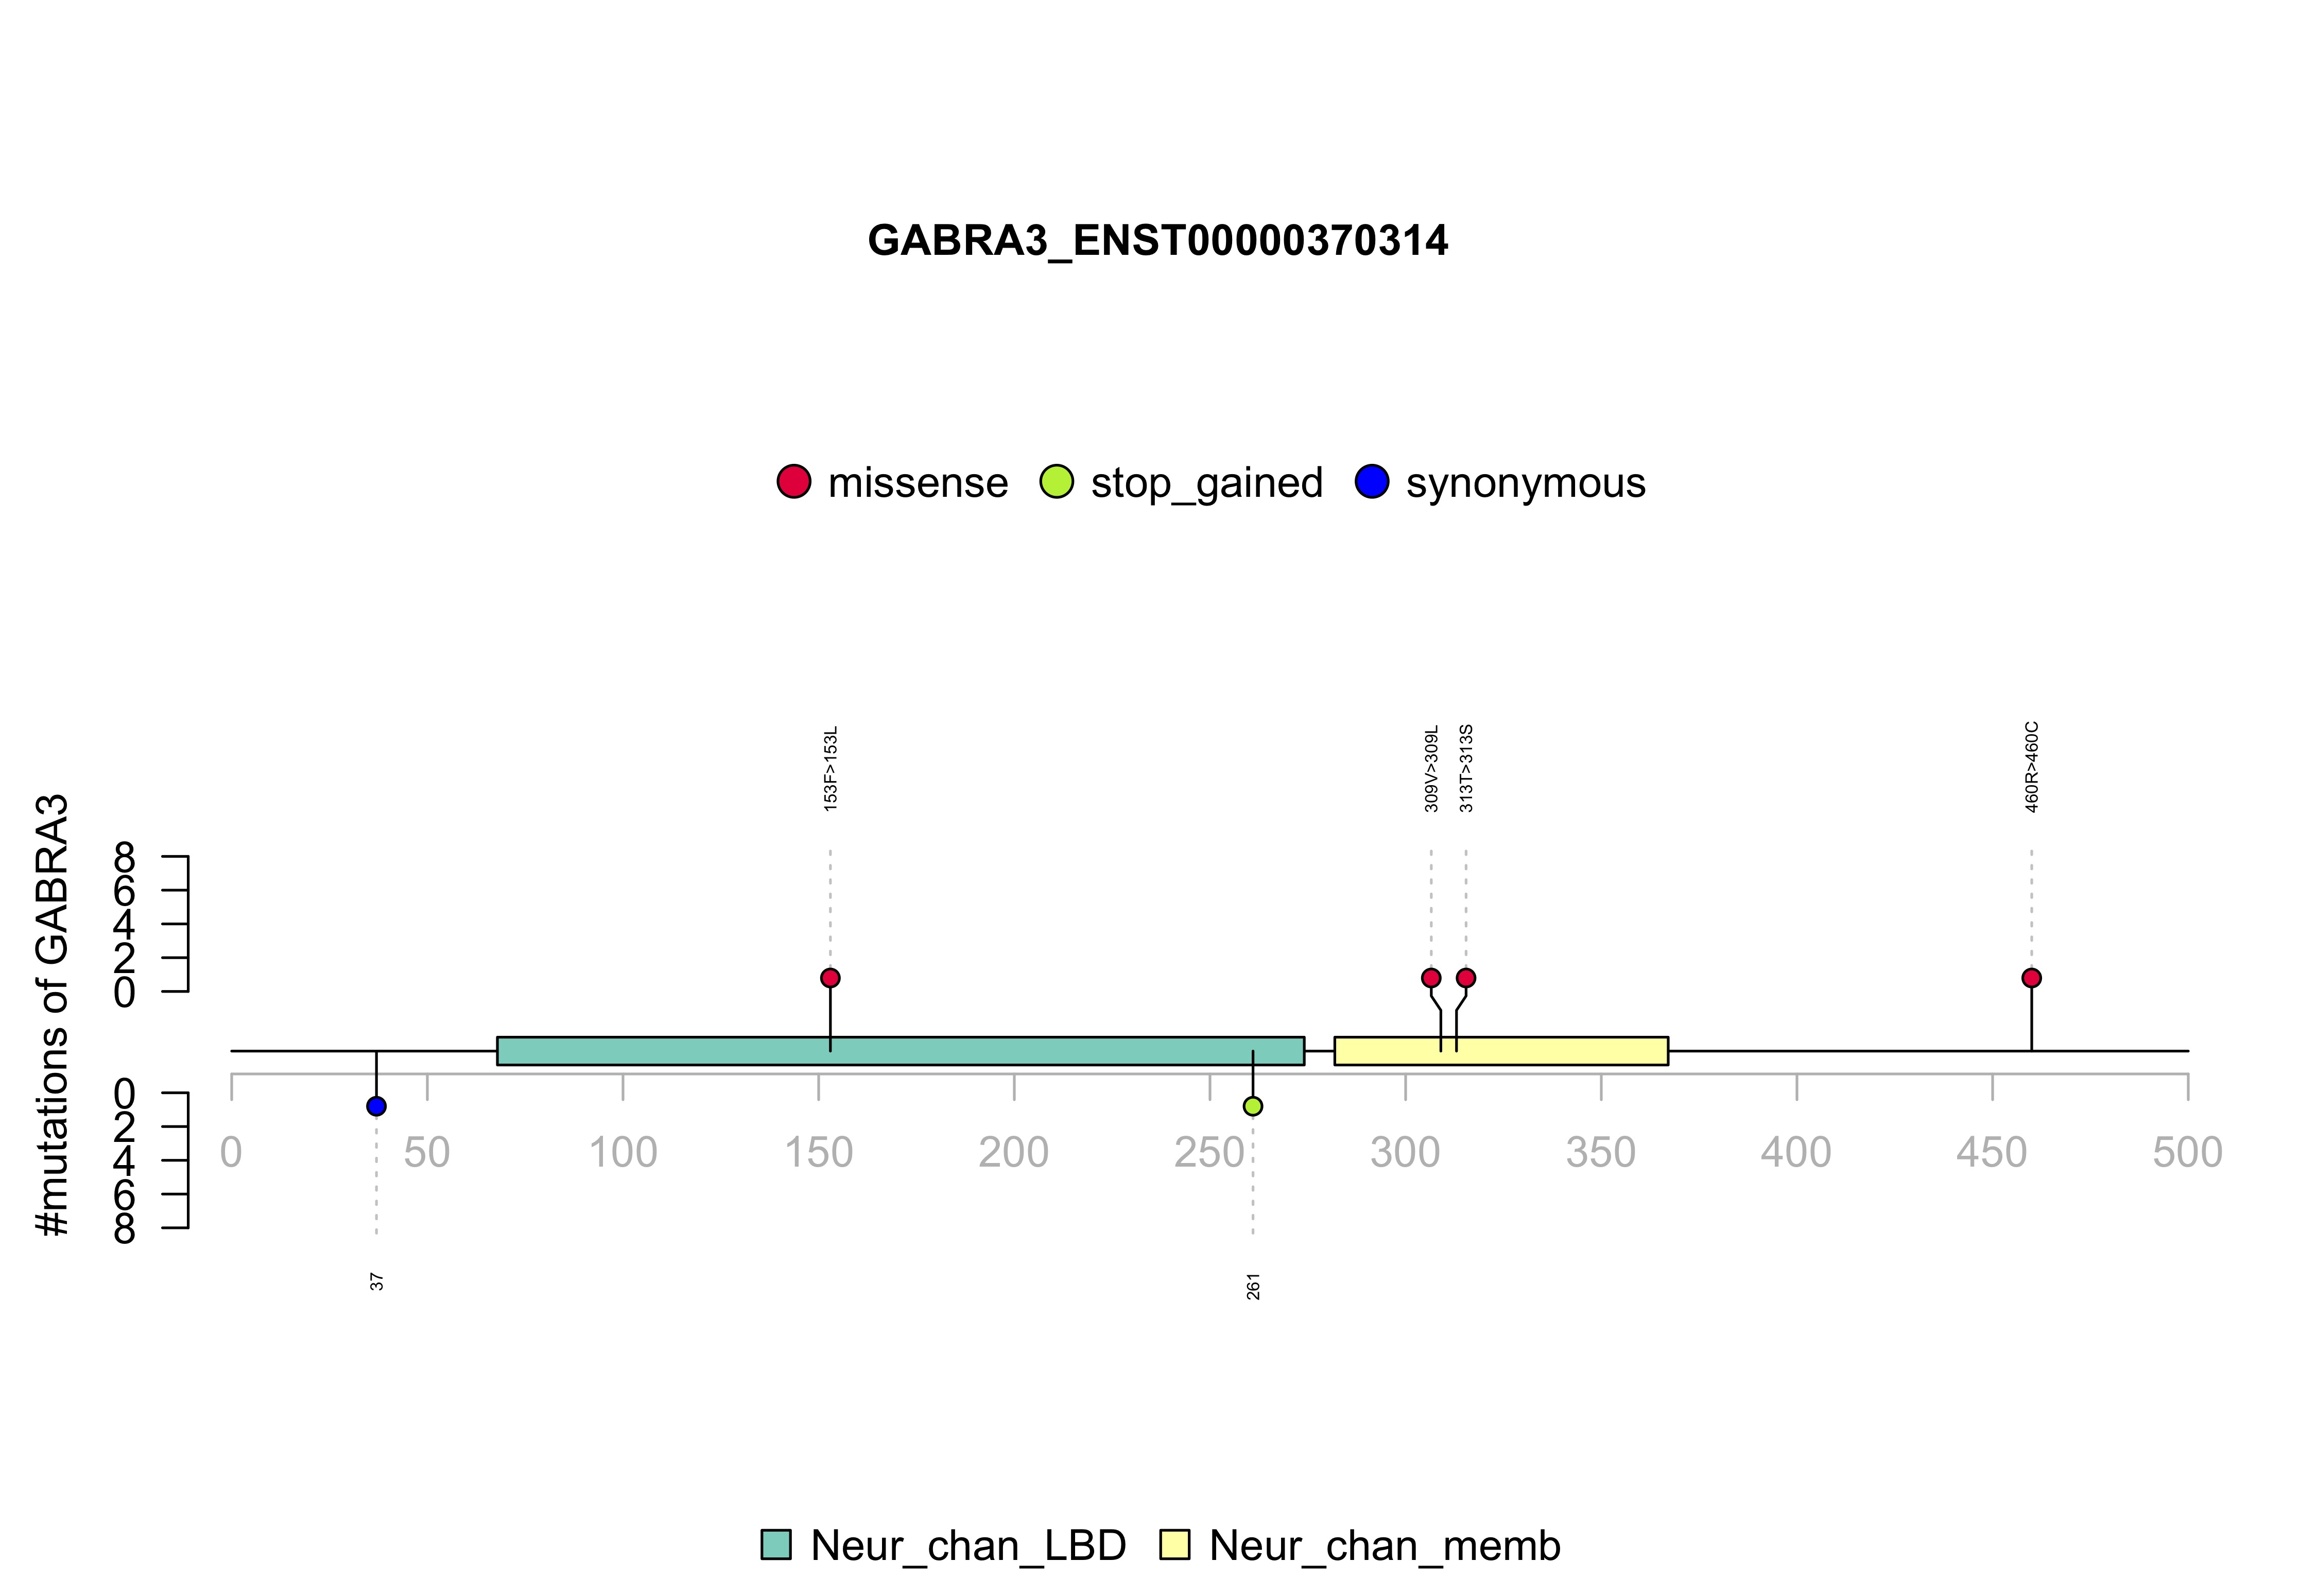 GABRA3_ENST00000370314
missense stop_gained synonymous
153F>153L 309V>309L 313T>313S 460R>460C
#mutations of GABRA3
8
6
4
2
0
0
2
4
6
8
0 50 100 150 200 250 300 350 400 450 500
37 261
Neur_chan_LBD Neur_chan_memb